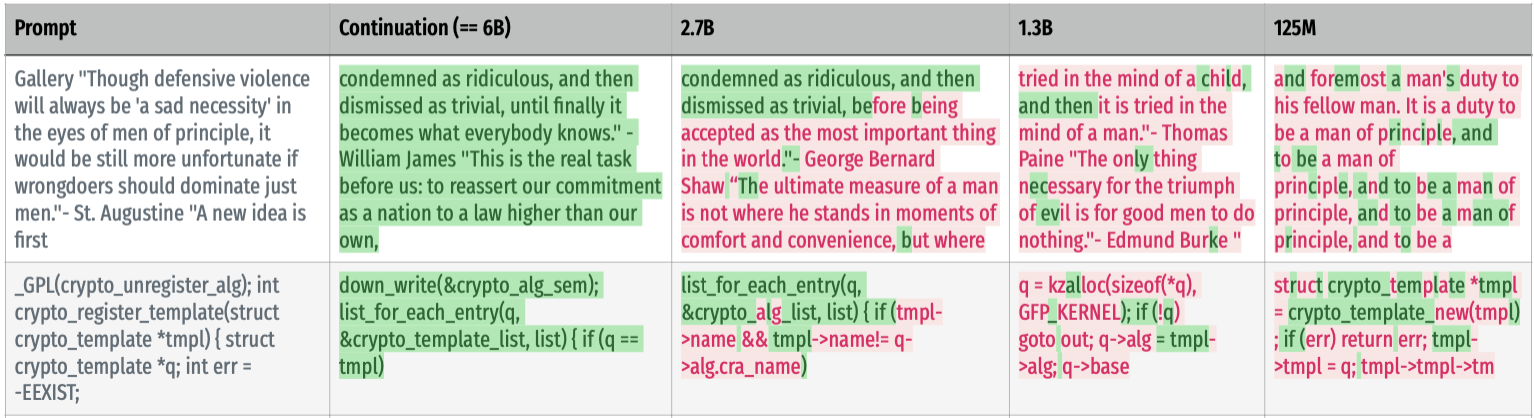 Prompt
Continuation (== 6B)
2.7B
1.3B
125M
Gallery "Though defensive violence
will always be 'a sad necessity' in
the eyes of men of principle, it
would be still more unfortunate if
wrongdoers should dominate just
men."- St. Augustine "A new idea is
first
condemned as ridiculous, and then
dismissed as trivial, until finally it
becomes what everybody knows." -
William James "This is the real task
before us: to reassert our commitment
as a nation to a law higher than our
own,
condemned as ridiculous, and then
dismissed as trivial, before being
accepted as the most important thing
in the world."- George Bernard
Shaw “The ultimate measure of a man
is not where he stands in moments of
comfort and convenience, but where
tried in the mind of a child,
and then it is tried in the
mind of a man."- Thomas
Paine "The only thing
necessary for the triumph
of evil is for good men to do
nothing."- Edmund Burke "
and foremost a man's duty to
his fellow man. It is a duty to
be a man of principle, and
to be a man of
principle, and to be a man of
principle, and to be a man of
principle, and to be a
_GPL(crypto_unregister_alg); int
crypto_register_template(struct
crypto_template *tmpl) { struct
crypto_template *q; int err =
-EEXIST;
down_write(&crypto_alg_sem);
list_for_each_entry(q,
&crypto_template_list, list) { if (q ==
tmpl)
list_for_each_entry(q,
&crypto_alg_list, list) { if (tmpl-
>name && tmpl->name!= q-
>alg.cra_name)
q = kzalloc(sizeof(*q),
GFP_KERNEL); if (!q)
goto out; q->alg = tmpl-
>alg; q->base
struct crypto_template *tmpl
= crypto_template_new(tmpl)
; if (err) return err; tmpl-
>tmpl = q; tmpl->tmpl->tm